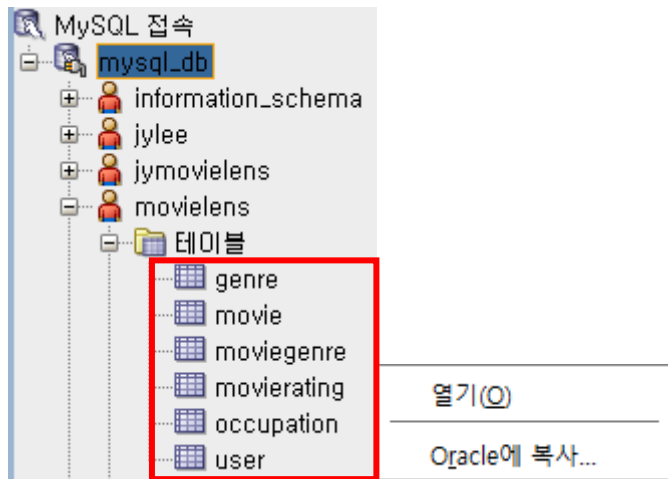 MySQL 접속
mysql_db
information_schema
jylee
jymovielens
movielens
테이블
genre
movie
moviegenre
movierating
occupation
user
열기(O)
Oracle에 복사...